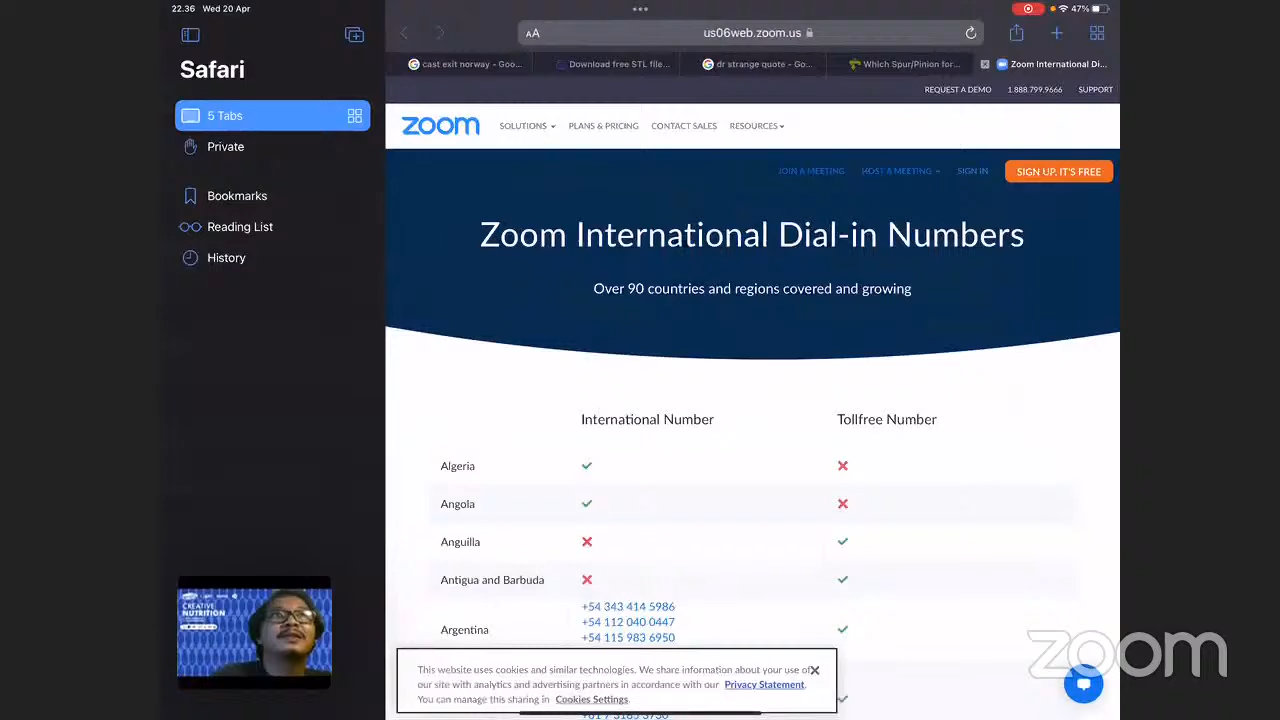 22.36 Wed 20 Apr
47%
Safari
5 Tabs
Private
Bookmarks
Reading List
History
AA
us06web.zoom.us
cast exit norway - Goo...
Download free STL file...
dr strange quote - Go...
Which Spur/Pinion for...
Zoom International Di...
REQUEST A DEMO 1.888.799.9666 SUPPORT
zoom SOLUTIONS PLANS & PRICING CONTACT SALES RESOURCES
JOIN A MEETING HOST A MEETING SIGN IN SIGN UP, IT'S FREE
Zoom International Dial-in Numbers
Over 90 countries and regions covered and growing
International Number Tollfree Number
Algeria
Angola
Anguilla
Antigua and Barbuda
Argentina
+54 343 414 5986
+54 112 040 0447
+54 115 983 6950
This website uses cookies and similar technologies. We share information about your use of
our site with analytics and advertising partners in accordance with our Privacy Statement.
You can manage this sharing in Cookies Settings.
+61 7 3185 3730
CREATIVE
NUTRITION
zoom